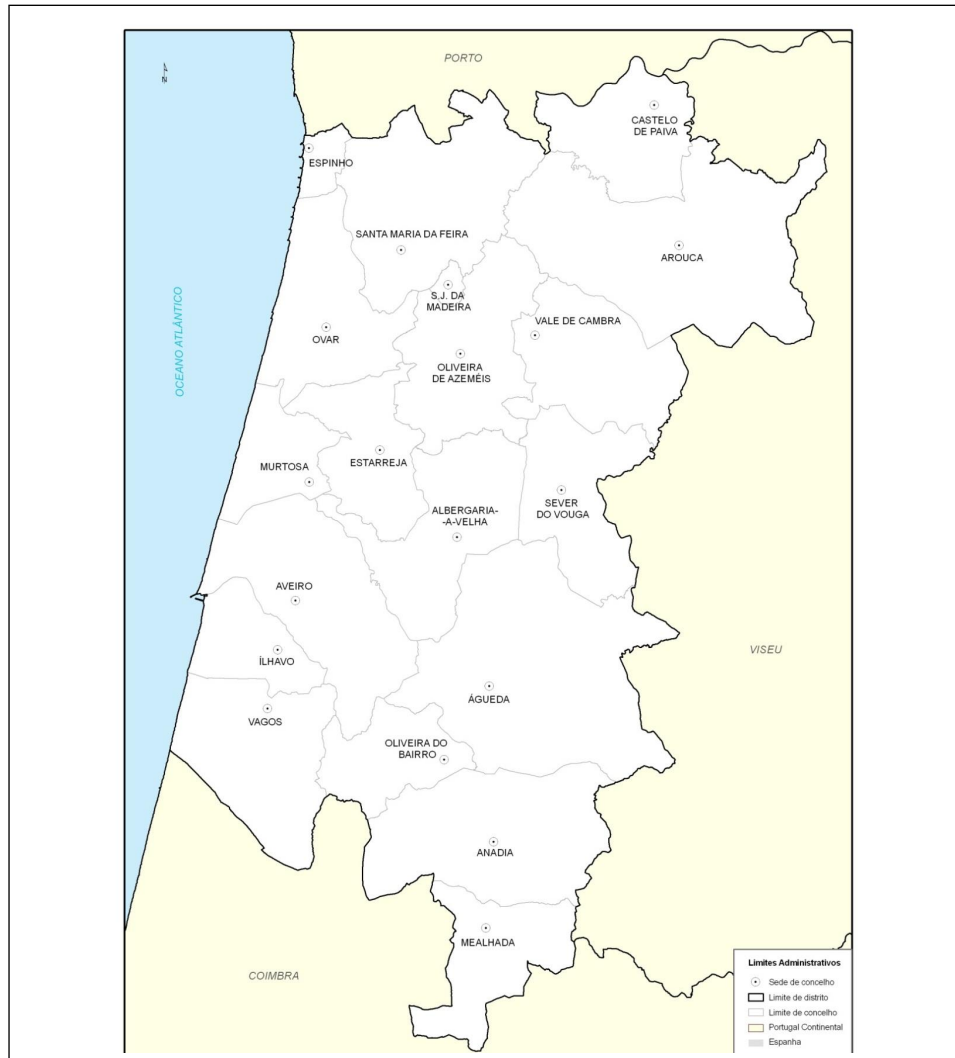 PORTO
N
CASTELO
DE PAIVA
ESPINHO
SANTA MARIA DA FEIRA
AROUCA
S.J. DA
MADEIRA
VALE DE CAMBRA
OVAR
OLIVEIRA
DE AZEMÉIS
OCEANO ATLÂNTICO
ESTARREJA
MURTOSA
SEVER
DO VOUGA
ALBERGARIA-
-A-VELHA
AVEIRO
ÍLHAVO
VISEU
ÁGUEDA
VAGOS
OLIVEIRA DO
BAIRRO
ANADIA
MEALHADA
COIMBRA
Limites Administrativos
Sede de concelho
Limite de distrito
Limite de concelho
Portugal Continental
Espanha